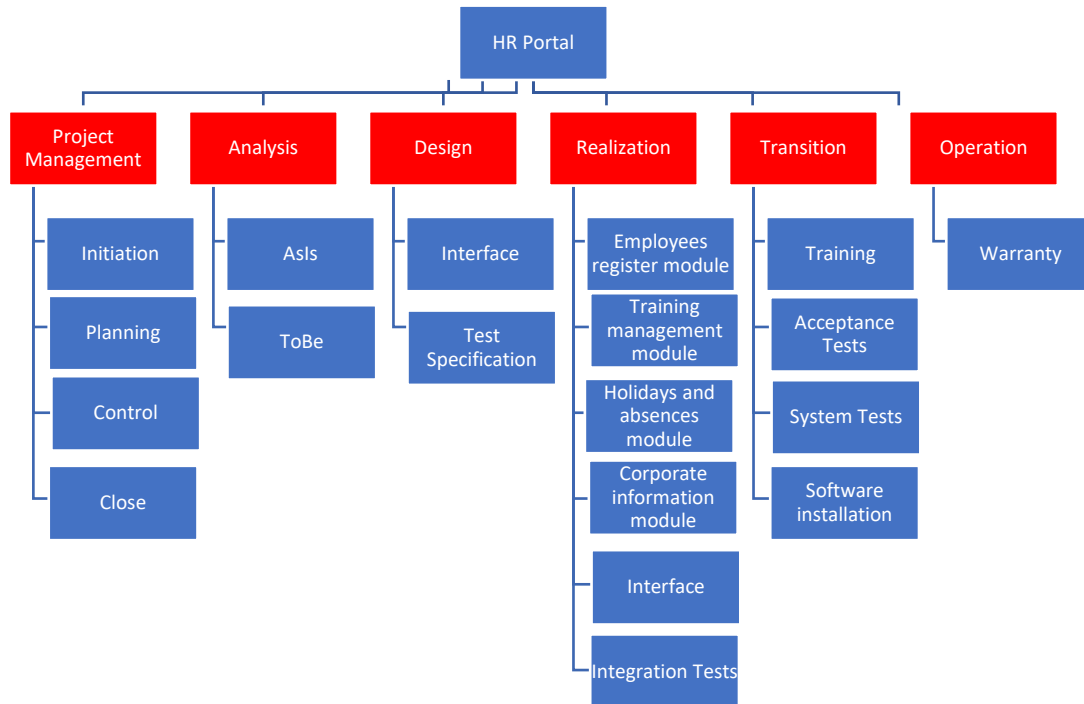 HR Portal
Project
Management
Analysis
Design
Realization
Transition
Operation
Initiation
Planning
Control
Close
AsIs
ToBe
Interface
Test
Specification
Employees
register module
Training
management
module
Holidays and
absences
module
Corporate
information
module
Interface
Integration Tests
Training
Acceptance
Tests
System Tests
Software
installation
Warranty